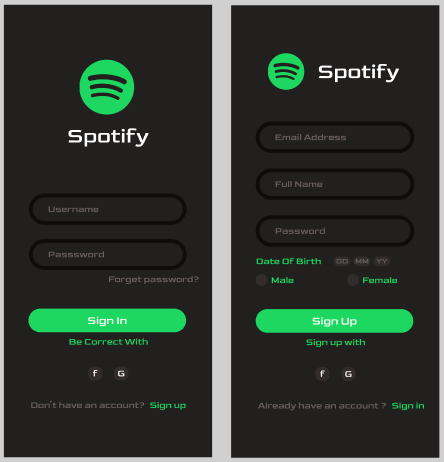 Spotify
Username
Passsword
Forget password?
Sign In
Be Correct With
f G
Don't have an account? Sign up
Spotify
Email Address
Full Name
Password
Date Of Birth DD MM YY
Male Female
Sign Up
Sign up with
f G
Already have an account ? Sign in